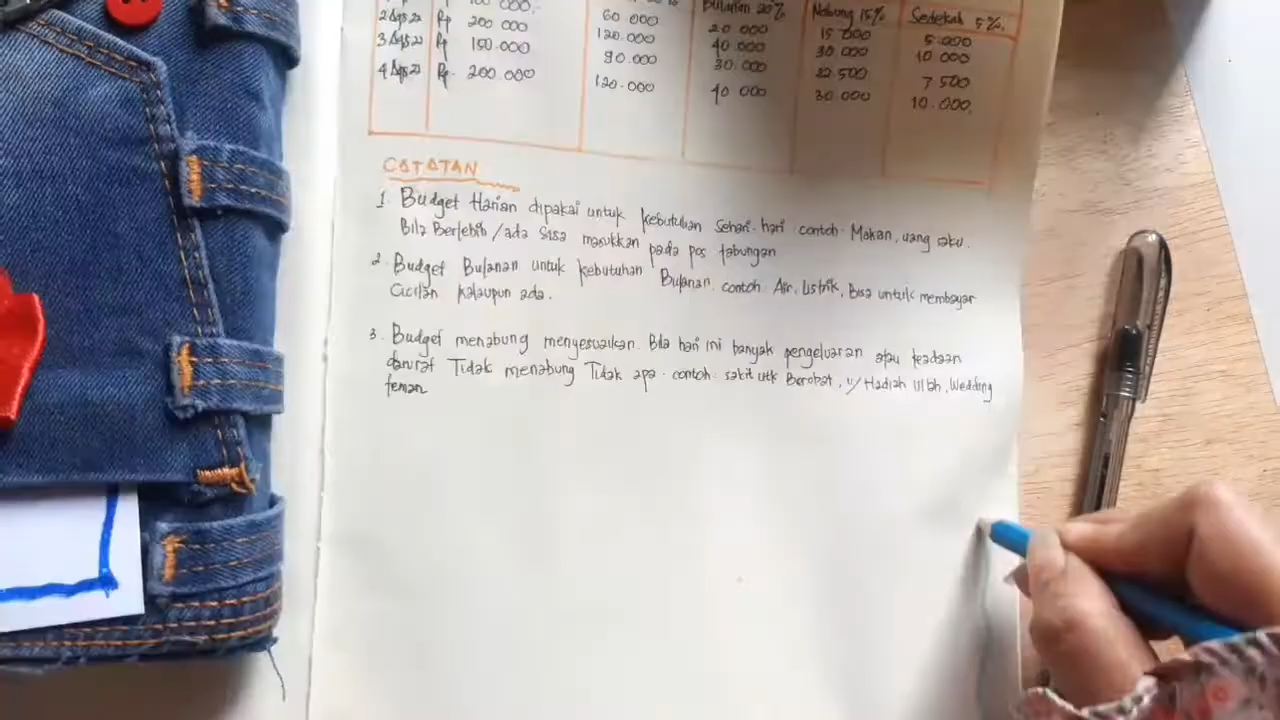 100 000,-
Bulanan 20% Nabung 15% Sedekah 5%
2 Ags 20 Rp 200 000 60 000 20 000 15 000 5 000
3 Ags 20 Rp 150 000 120.000 40 000 30 000 10 000
4 Ags 20 Rp. 200.000 90.000 30 000 22 500 7 500
120.000 40 000 30 000 10 000,
CATATAN
1. Budget Harian dipakai untuk kebutuhan Sehari-hari contoh. Makan, uang saku.
Bila Berlebih/ada Sisa masukkan pada pos tabungan
2. Budget Bulanan untuk kebutuhan Bulanan. contoh. Air, Listrik, Bisa untuk membayar
Cicilan kalaupun ada.
3. Budget menabung menyesuaikan. Bila hari ini banyak pengeluaran atau keadaan
darurat Tidak menabung Tidak apa. contoh: sakit utk Berobat, u/ Hadiah, Wedding
teman